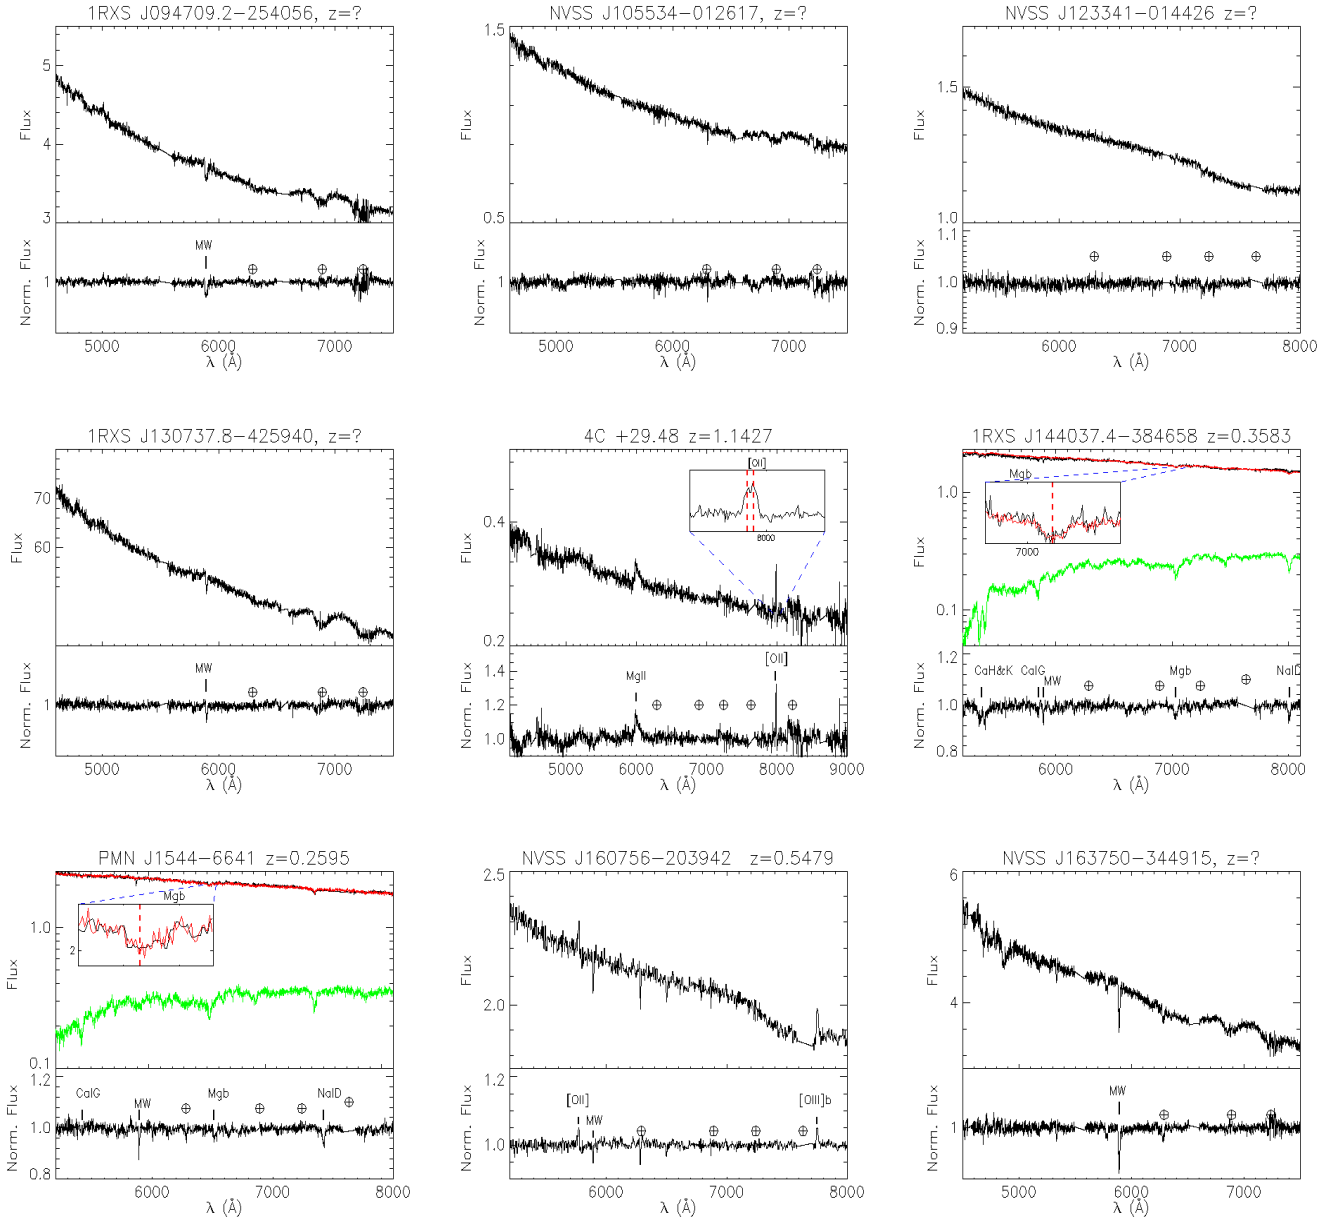 1RXS J094709.2−254056, z=?
Flux
5
4
3
MW
⊕ ⊕ ⊕
Norm. Flux
1
5000 6000 7000
λ (Å)
NVSS J105534−012617, z=?
Flux
1.5
0.5
⊕ ⊕ ⊕
Norm. Flux
1
5000 6000 7000
λ (Å)
NVSS J123341−014426 z=?
Flux
1.5
1.0
1.1
⊕ ⊕ ⊕ ⊕
Norm. Flux
1.0
0.9
6000 7000 8000
λ (Å)
1RXS J130737.8−425940, z=?
Flux
70
60
MW
⊕ ⊕ ⊕
Norm. Flux
1
5000 6000 7000
λ (Å)
4C +29.48 z=1.1427
[OII]
8000
Flux
0.4
0.2
[OII]
MgII
⊕ ⊕ ⊕ ⊕ ⊕
Norm. Flux
1.4
1.2
1.0
5000 6000 7000 8000 9000
λ (Å)
1RXS J144037.4−384658 z=0.3583
Mgb
7000
Flux
1.0
0.1
1.2
CaH&K CaIG MW Mgb NaID
⊕ ⊕ ⊕ ⊕
Norm. Flux
1.0
0.8
6000 7000 8000
λ (Å)
PMN J1544−6641 z=0.2595
Mgb
2
Flux
1.0
0.1
1.2
CaIG MW Mgb NaID
⊕ ⊕ ⊕ ⊕
Norm. Flux
1.0
0.8
6000 7000 8000
λ (Å)
NVSS J160756−203942 z=0.5479
Flux
2.5
2.0
1.2
[OII] MW [OIII]b
⊕ ⊕ ⊕ ⊕
Norm. Flux
1.0
6000 7000 8000
λ (Å)
NVSS J163750−344915, z=?
Flux
6
4
MW
⊕ ⊕ ⊕
Norm. Flux
1
5000 6000 7000
λ (Å)